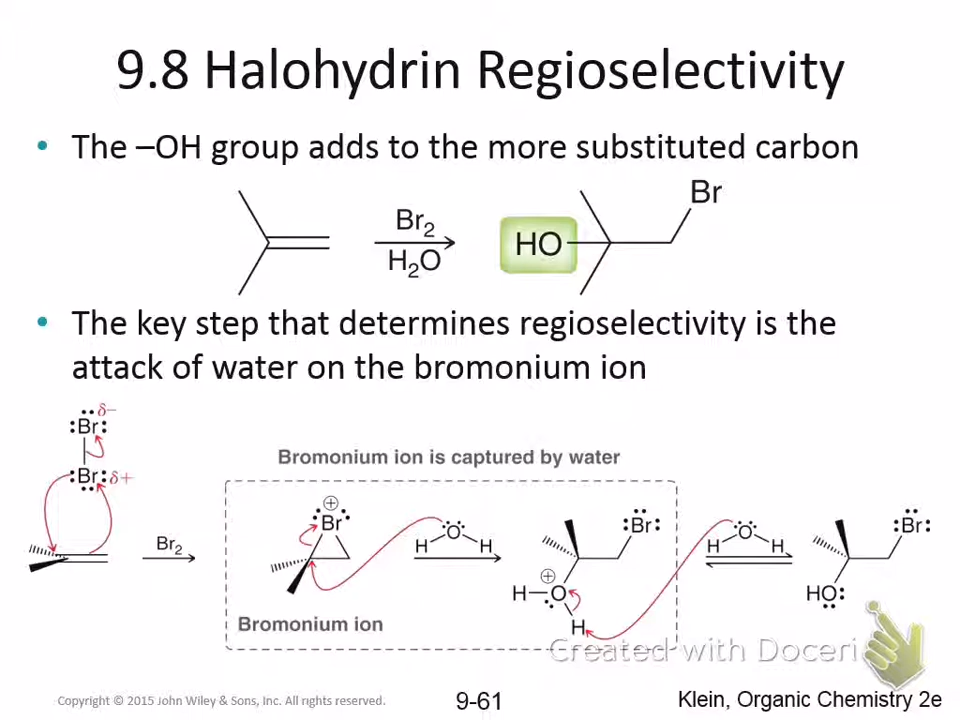 9.8 Halohydrin Regioselectivity
• The –OH group adds to the more substituted carbon
Br
Br₂
HO
H₂O
• The key step that determines regioselectivity is the
attack of water on the bromonium ion
δ–
:Br:
:Br: δ+
Bromonium ion is captured by water
Br₂
⊕
:Br
H O H
:Br:
⊕
H–O
H
H O H
:Br:
HO:
Bromonium ion
Created with Doceri
Copyright © 2015 John Wiley & Sons, Inc. All rights reserved.
9-61
Klein, Organic Chemistry 2e